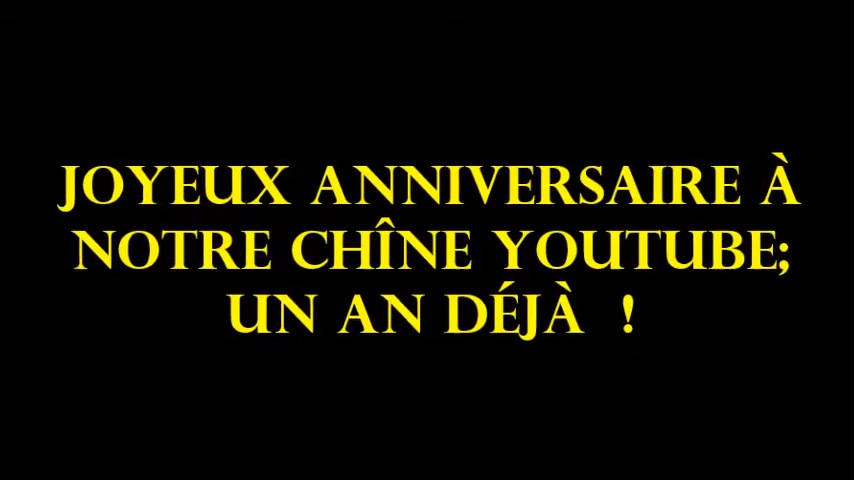 JOYEUX ANNIVERSAIRE À
NOTRE CHÎNE YOUTUBE;
UN AN DÉJÀ  !